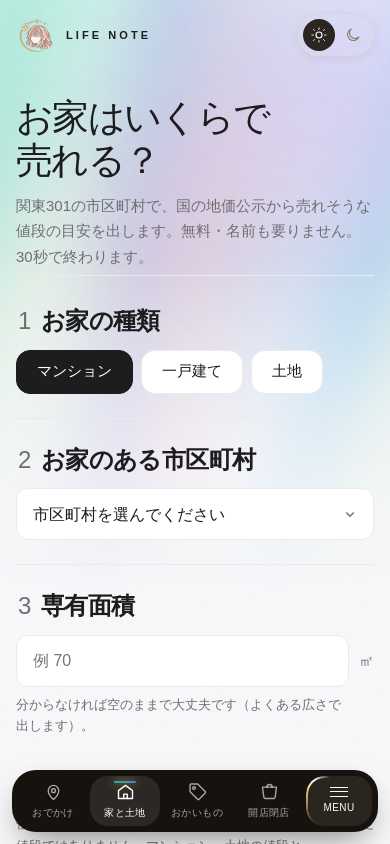 LIFE NOTE
お家はいくらで
売れる？
関東301の市区町村で、国の地価公示から売れそうな
値段の目安を出します。無料・名前も要りません。
30秒で終わります。
1 お家の種類
マンション 一戸建て 土地
2 お家のある市区町村
市区町村を選んでください
3 専有面積
例 70 ㎡
分からなければ空のままで大丈夫です（よくある広さで
出します）。
おでかけ 家と土地 おかいもの 開店閉店 MENU